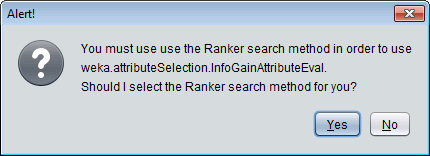 Alert!
You must use use the Ranker search method in order to use
weka.attributeSelection.InfoGainAttributeEval.
Should I select the Ranker search method for you?
Yes No